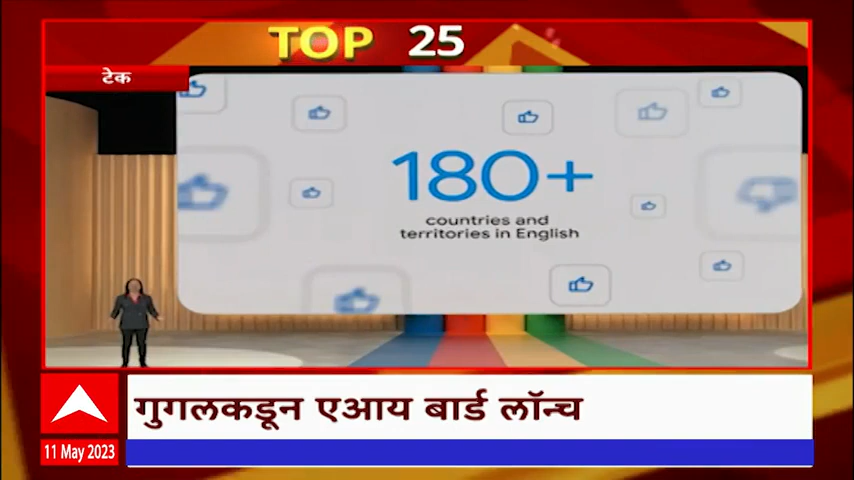 TOP 25
टेक
180+
countries and
territories in English
गुगलकडून एआय बार्ड लॉन्च
11 May 2023